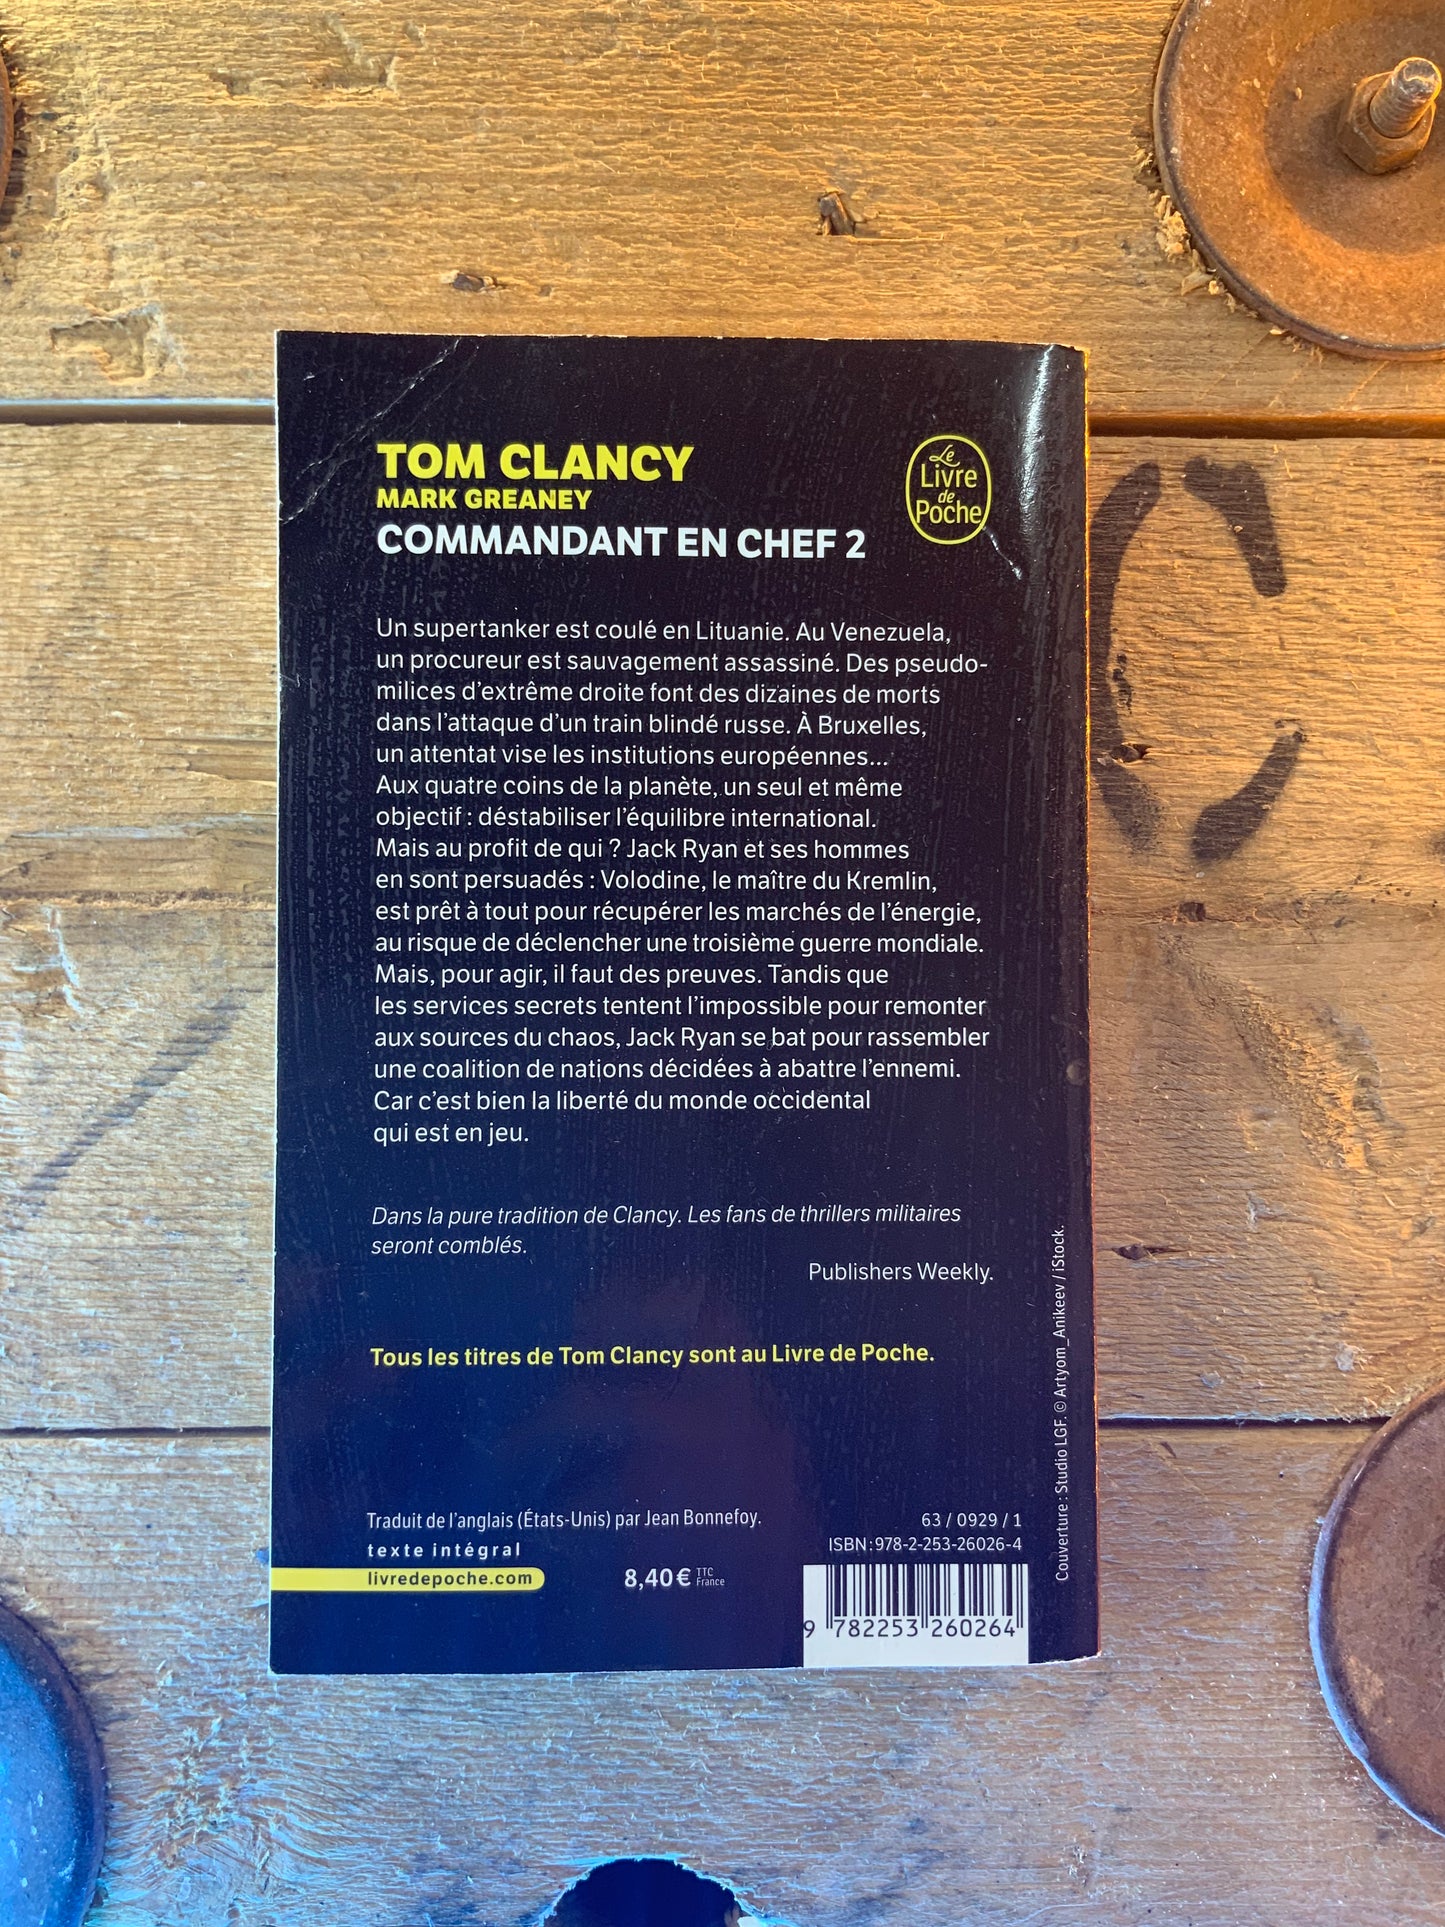 TOM CLANCY
MARK GREANEY
COMMANDANT EN CHEF 2
Le
Livre
de
Poche
Un supertanker est coulé en Lituanie. Au Venezuela,
un procureur est sauvagement assassiné. Des pseudo-
milices d'extrême droite font des dizaines de morts
dans l'attaque d'un train blindé russe. À Bruxelles,
un attentat vise les institutions européennes...
Aux quatre coins de la planète, un seul et même
objectif : déstabiliser l'équilibre international.
Mais au profit de qui ? Jack Ryan et ses hommes
en sont persuadés : Volodine, le maître du Kremlin,
est prêt à tout pour récupérer les marchés de l'énergie,
au risque de déclencher une troisième guerre mondiale.
Mais, pour agir, il faut des preuves. Tandis que
les services secrets tentent l'impossible pour remonter
aux sources du chaos, Jack Ryan se bat pour rassembler
une coalition de nations décidées à abattre l'ennemi.
Car c'est bien la liberté du monde occidental
qui est en jeu.
Dans la pure tradition de Clancy. Les fans de thrillers militaires
seront comblés.
Publishers Weekly.
Tous les titres de Tom Clancy sont au Livre de Poche.
Traduit de l'anglais (États-Unis) par Jean Bonnefoy.
texte intégral
livredepoche.com
8,40 € TTC
France
63 / 0929 / 1
ISBN : 978-2-253-26026-4
9 782253 260264
Couverture : Studio LGF. © Artyom_Anikeev / iStock.